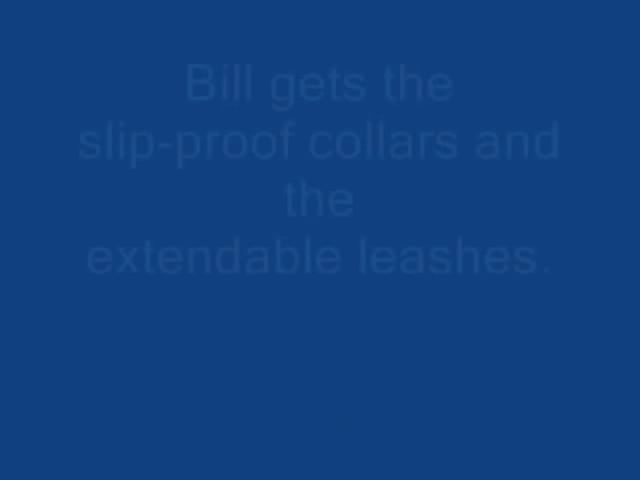 Bill gets the
slip-proof collars and
the
extendable leashes.